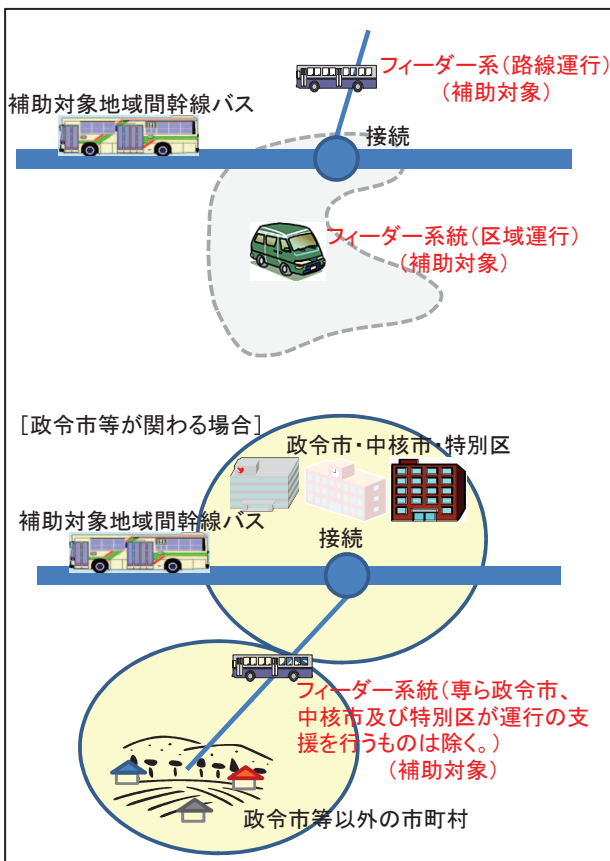 フィーダー系(路線運行)
(補助対象)
補助対象地域間幹線バス
接続
フィーダー系統(区域運行)
(補助対象)
[政令市等が関わる場合]
政令市・中核市・特別区
補助対象地域間幹線バス
接続
フィーダー系統(専ら政令市、
中核市及び特別区が運行の支
援を行うものは除く。)
(補助対象)
政令市等以外の市町村